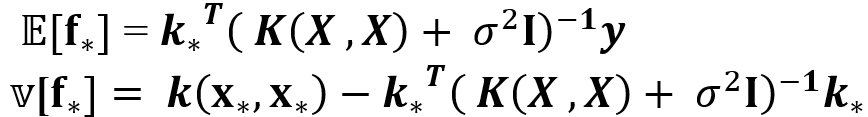 𝔼[𝐟∗] = 𝒌∗ᵀ( 𝑲(𝑿 , 𝑿) + σ²𝐈)⁻¹𝒚
𝕍[𝐟∗] = 𝒌(𝐱∗, 𝐱∗) − 𝒌∗ᵀ( 𝑲(𝑿 , 𝑿) + σ²𝐈)⁻¹𝒌∗